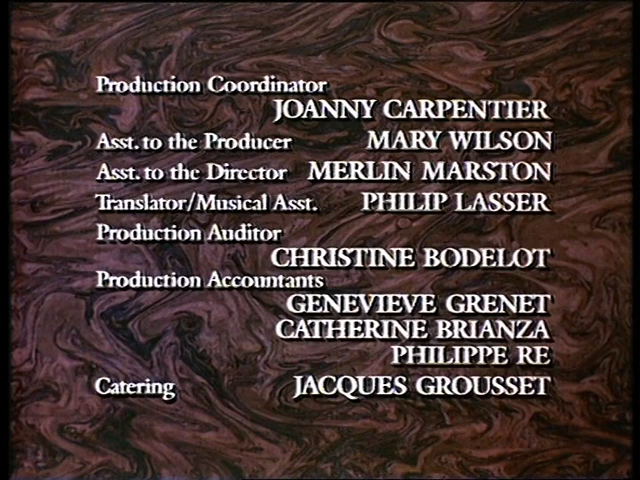 Production Coordinator
JOANNY CARPENTIER
Asst. to the Producer MARY WILSON
Asst. to the Director MERLIN MARSTON
Translator/Musical Asst. PHILIP LASSER
Production Auditor
CHRISTINE BODELOT
Production Accountants
GENEVIEVE GRENET
CATHERINE BRIANZA
PHILIPPE RE
Catering JACQUES GROUSSET